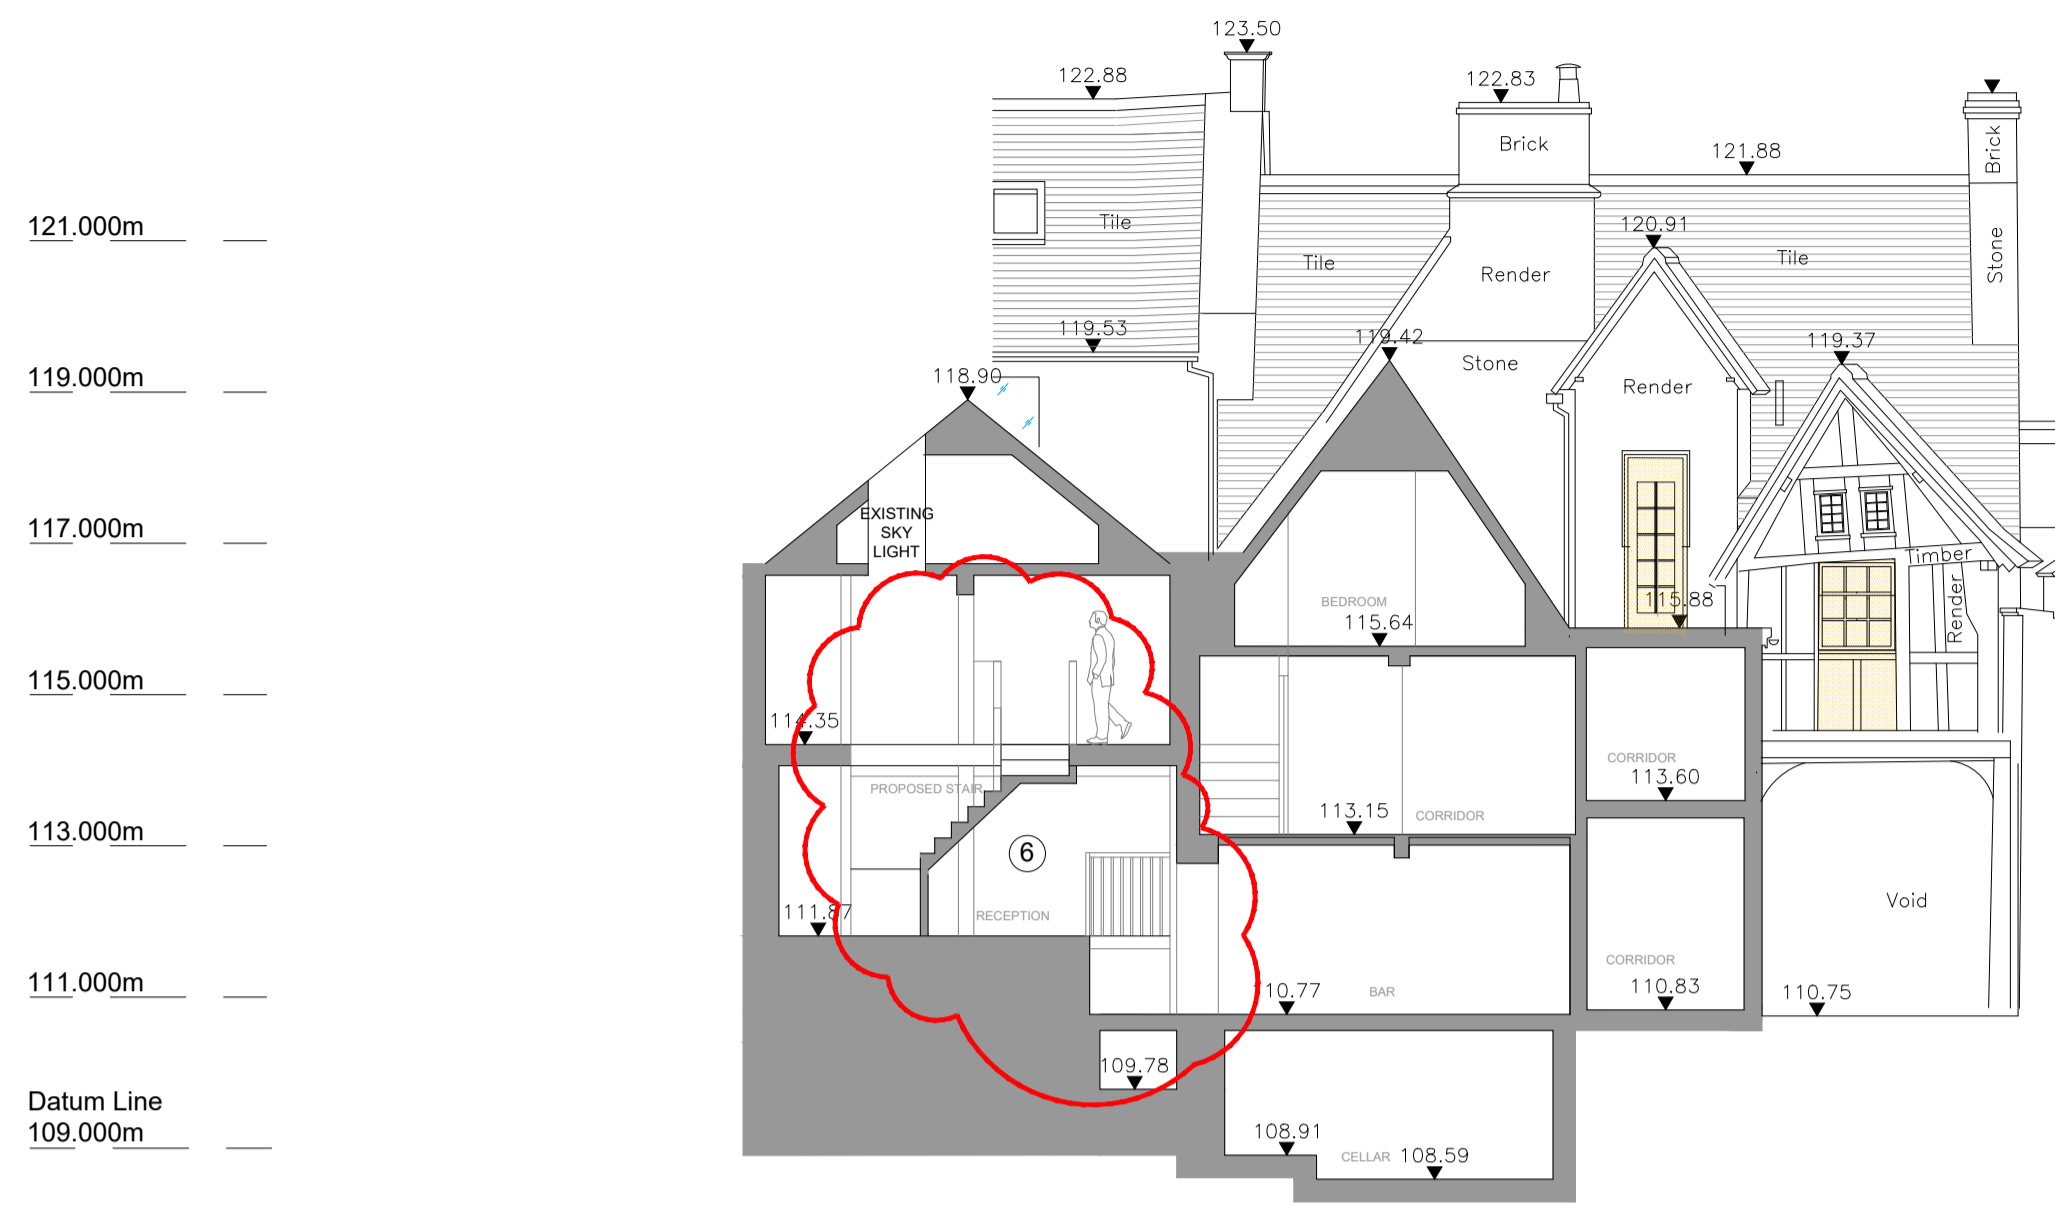 123.50
122.88
122.83
Brick
Brick
121.88
121.000m
Tile
120.91
Tile
Tile
Stone
Render
119.53
119.42
119.37
Stone
119.000m
118.90
Render
117.000m
EXISTING
SKY
LIGHT
Timber
Render
BEDROOM
115.88
115.64
115.000m
114.35
CORRIDOR
113.60
PROPOSED STAIR
113.15
CORRIDOR
113.000m
6
111.87
RECEPTION
Void
CORRIDOR
111.000m
110.77
BAR
110.83
110.75
109.78
Datum Line
109.000m
108.91
CELLAR
108.59